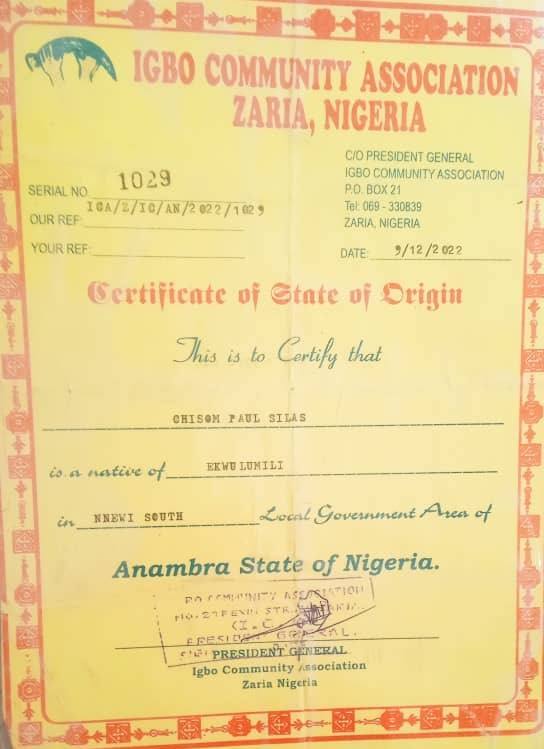 IGBO COMMUNITY ASSOCIATION
ZARIA, NIGERIA
C/O PRESIDENT GENERAL
IGBO COMMUNITY ASSOCIATION
P.O. BOX 21
Tel: 069 - 330839
ZARIA, NIGERIA
SERIAL NO 1029
OUR REF: ICA/Z/IC/AN/2022/1029
YOUR REF:
DATE: 9/12/2022
Certificate of State of Origin
This is to Certify that
CHISOM PAUL SILAS
is a native of EKWULUMILI
in NNEWI SOUTH Local Government Area of
Anambra State of Nigeria.
COMMUNITY ASSOCIATION
PRESIDENT GENERAL
Igbo Community Association
Zaria Nigeria